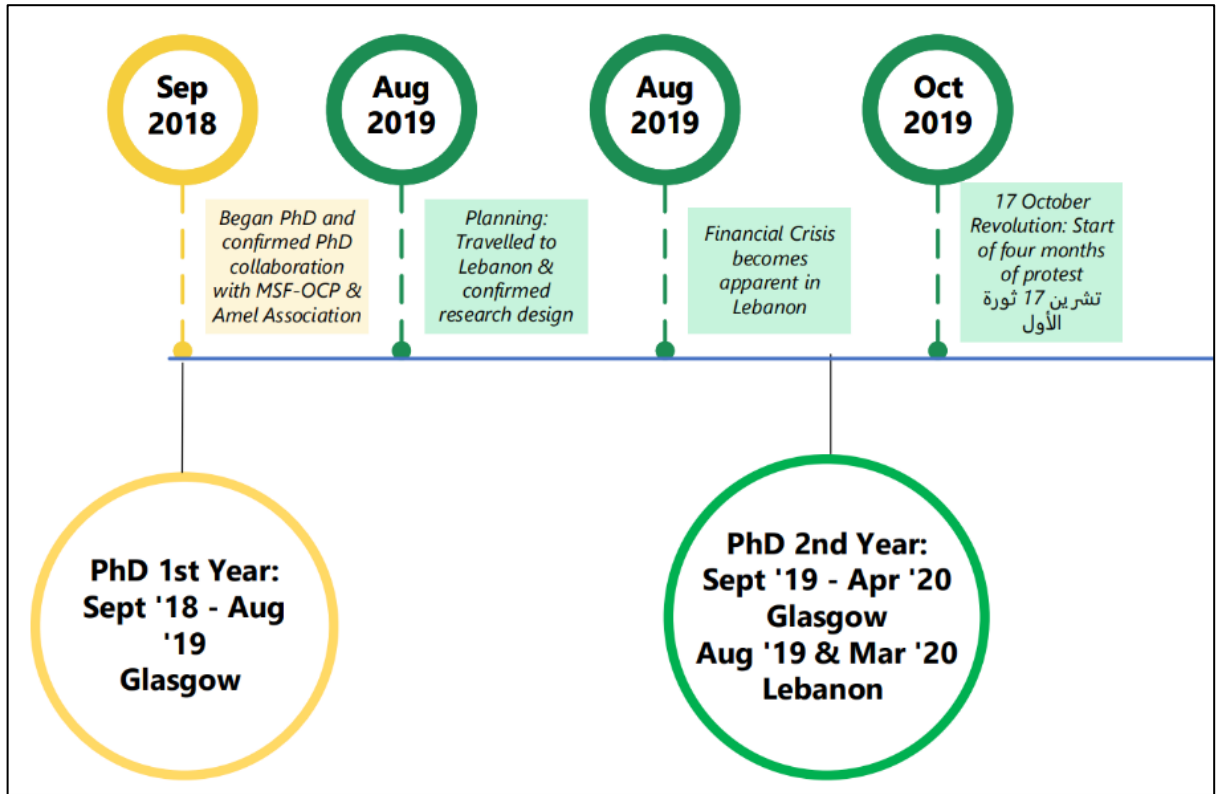 Sep
2018
Aug
2019
Aug
2019
Oct
2019
Began PhD and
confirmed PhD
collaboration
with MSF-OCP &
Amel Association
Planning:
Travelled to
Lebanon &
confirmed
research design
Financial Crisis
becomes
apparent in
Lebanon
17 October
Revolution: Start
of four months
of protest
تشرين 17 ثورة
الأول
PhD 1st Year:
Sept '18 - Aug
'19
Glasgow
PhD 2nd Year:
Sept '19 - Apr '20
Glasgow
Aug '19 & Mar '20
Lebanon